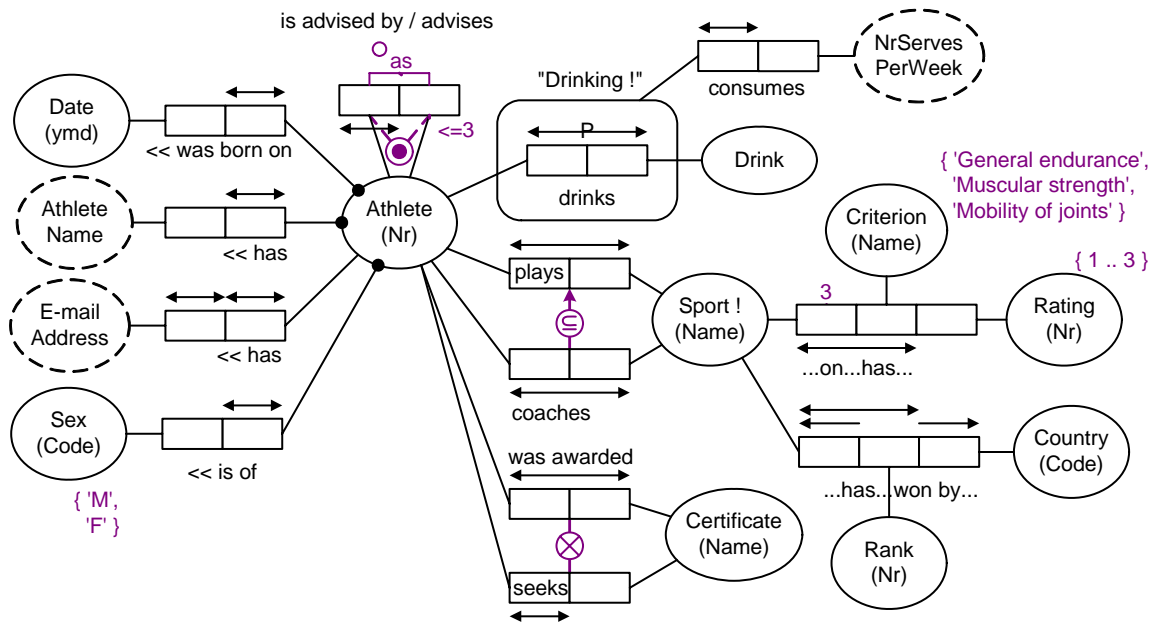 is advised by / advises
as
<=3
"Drinking !"
consumes
NrServes
PerWeek
Date
(ymd)
<< was born on
P
drinks
Drink
Athlete
Name
<< has
Athlete
(Nr)
{ 'General endurance',
'Muscular strength',
'Mobility of joints' }
Criterion
(Name)
{ 1 .. 3 }
E-mail
Address
<< has
plays
coaches
Sport !
(Name)
3
...on...has...
Rating
(Nr)
Sex
(Code)
<< is of
{ 'M',
'F' }
was awarded
seeks
Certificate
(Name)
...has...won by...
Country
(Code)
Rank
(Nr)